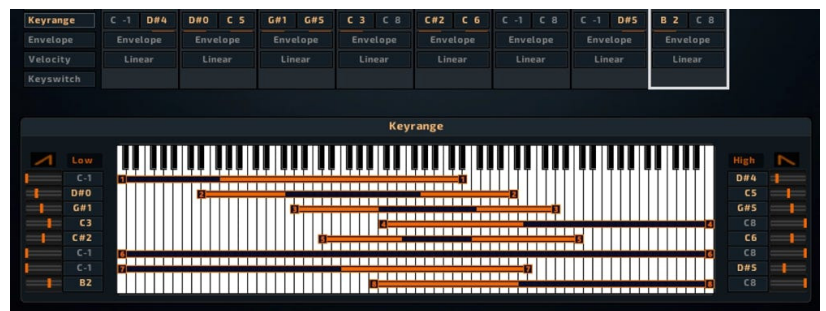 Keyrange C -1 D#4 D#0 C 5 G#1 G#5 C 3 C 8 C#2 C 6 C -1 C 8 C -1 D#5 B 2 C 8
Envelope Envelope Envelope Envelope Envelope Envelope Envelope Envelope Envelope
Velocity Linear Linear Linear Linear Linear Linear Linear Linear
Keyswitch
Keyrange
Low High
C-1 1 1 D#4
D#0 2 2 C5
G#1 3 3 G#5
C3 4 4 C8
C#2 5 5 C6
C-1 6 6 C8
C-1 7 7 D#5
B2 8 8 C8